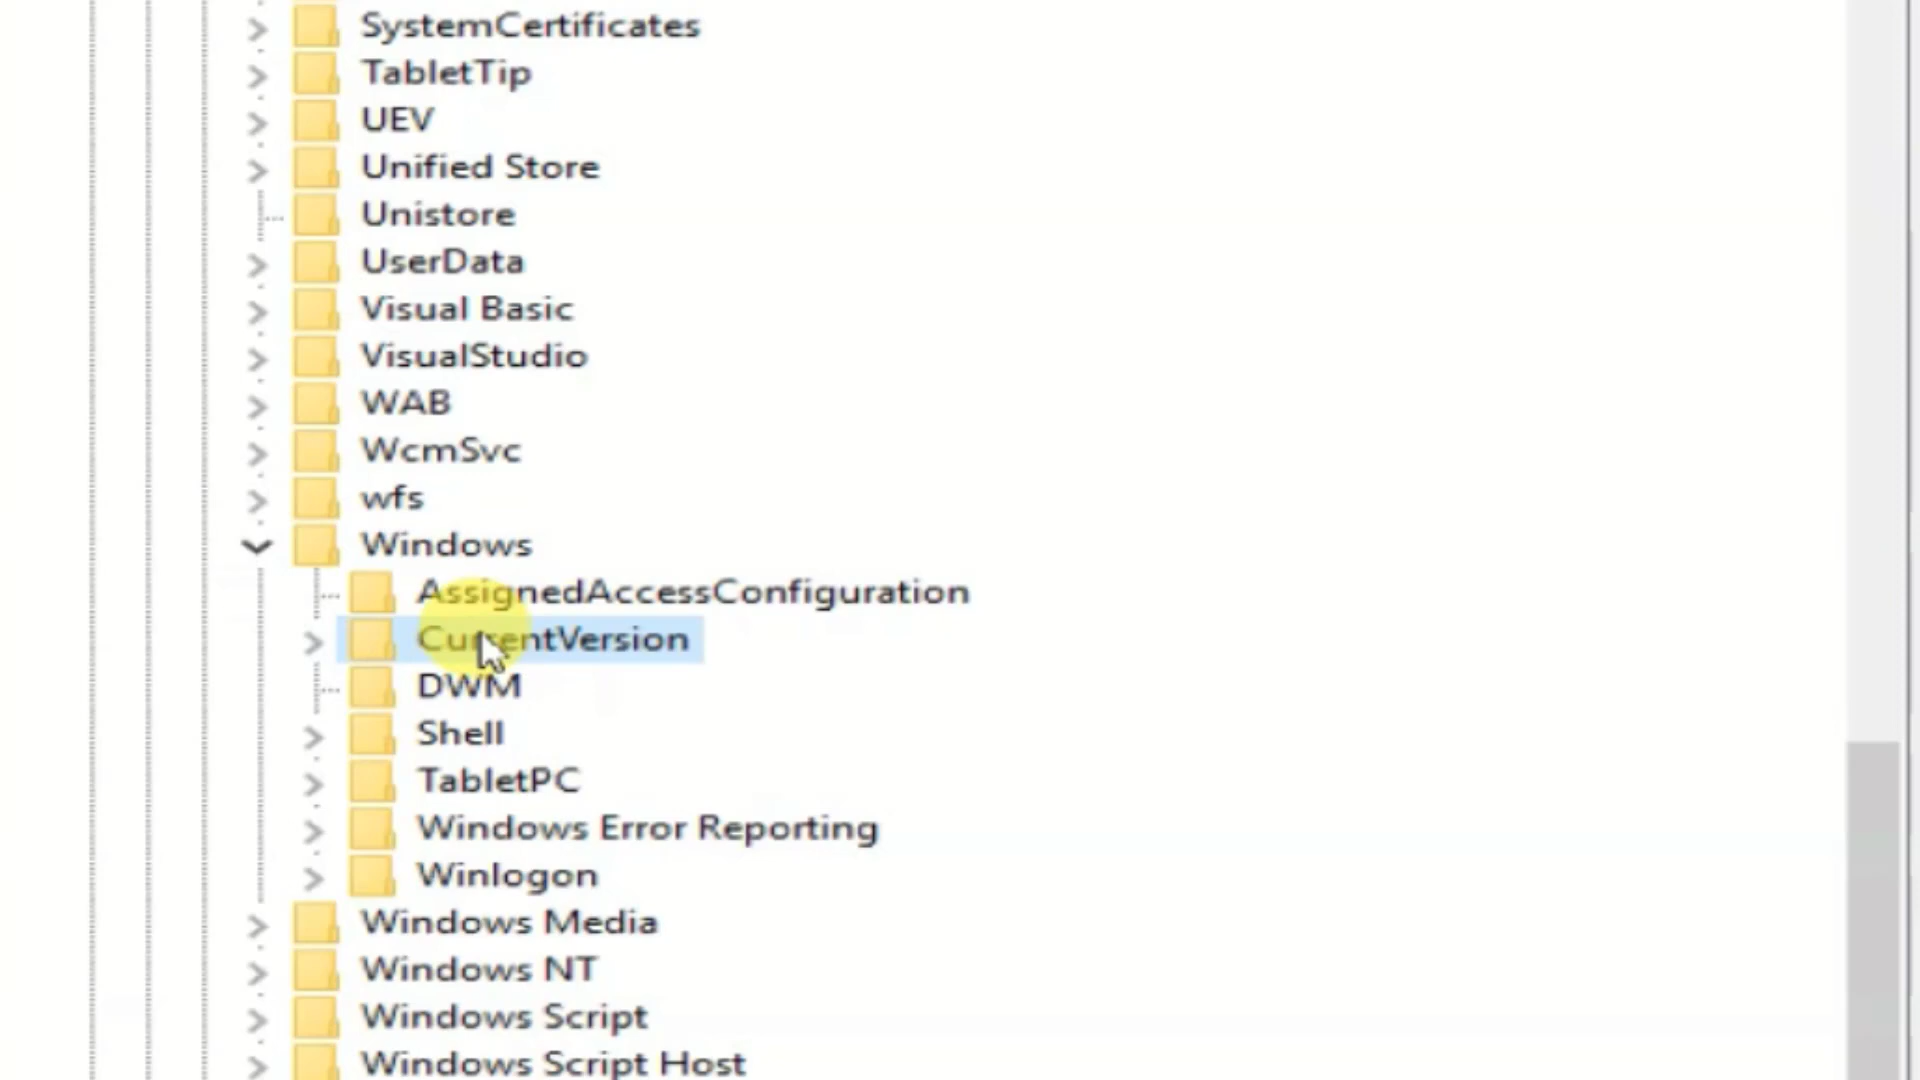 SystemCertificates
TabletTip
UEV
Unified Store
Unistore
UserData
Visual Basic
VisualStudio
WAB
WcmSvc
wfs
Windows
AssignedAccessConfiguration
CurrentVersion
DWM
Shell
TabletPC
Windows Error Reporting
Winlogon
Windows Media
Windows NT
Windows Script
Windows Script Host